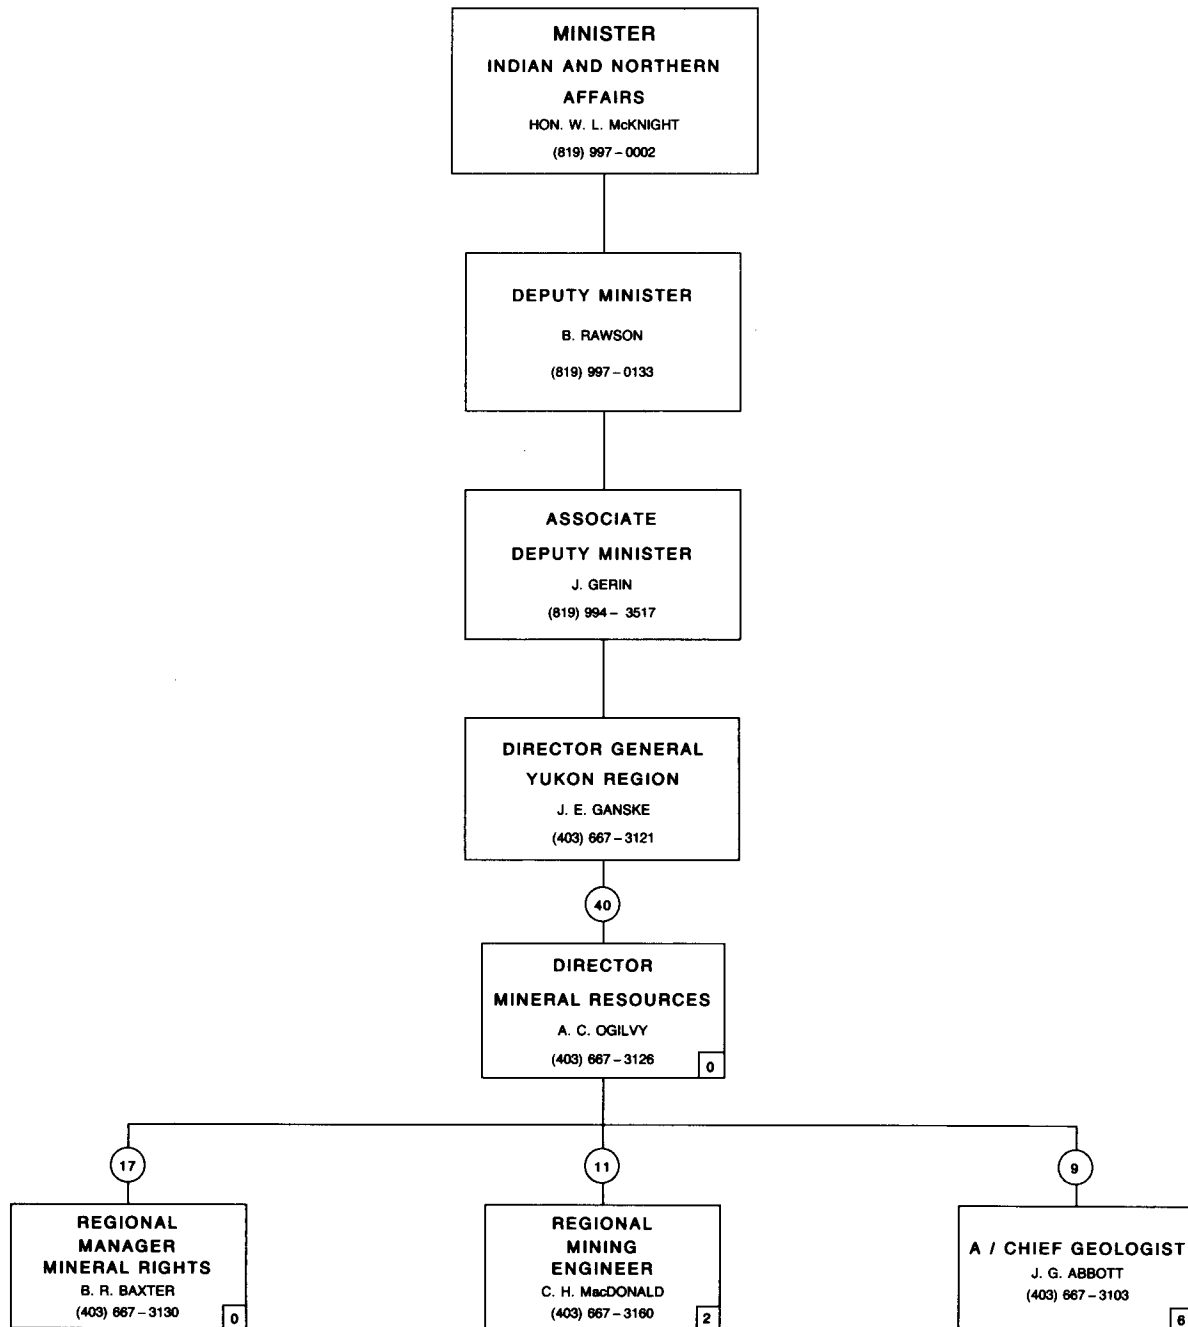 MINISTER
INDIAN AND NORTHERN
AFFAIRS
HON. W. L. McKNIGHT
(819) 997-0002
DEPUTY MINISTER
B. RAWSON
(819) 997-0133
ASSOCIATE
DEPUTY MINISTER
J. GERIN
(819) 994- 3517
DIRECTOR GENERAL
YUKON REGION
J. E. GANSKE
(403) 667-3121
40
DIRECTOR
MINERAL RESOURCES
A. C. OGILVY
(403) 667-3126
0
17
REGIONAL
MANAGER
MINERAL RIGHTS
B. R. BAXTER
(403) 667-3130
0
11
REGIONAL
MINING
ENGINEER
C. H. MacDONALD
(403) 667-3160
2
9
A / CHIEF GEOLOGIST
J. G. ABBOTT
(403) 667-3103
6